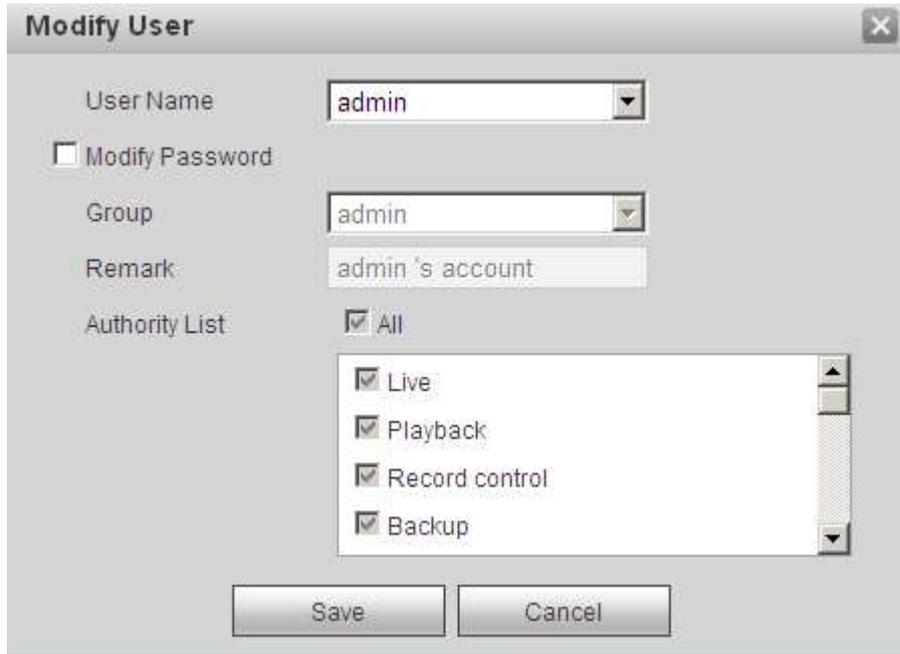 Modify User
User Name admin
Modify Password
Group admin
Remark admin 's account
Authority List All
Live
Playback
Record control
Backup
Save Cancel